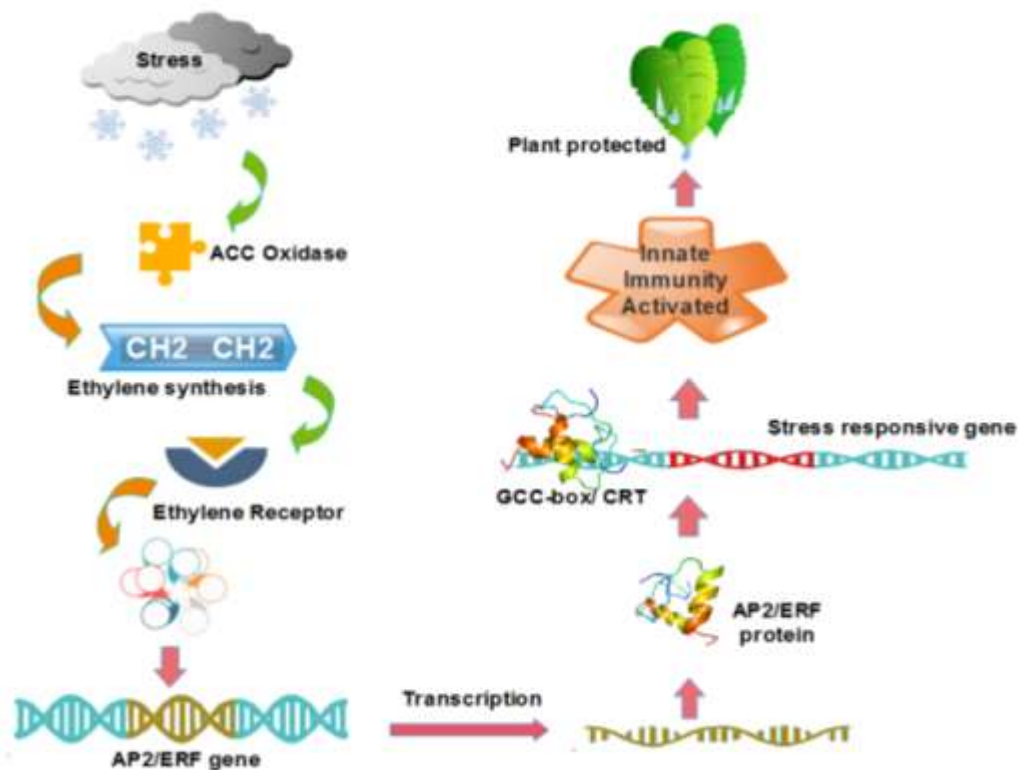 Stress
ACC Oxidase
CH2 CH2
Ethylene synthesis
Ethylene Receptor
AP2/ERF gene
Transcription
AP2/ERF
protein
GCC-box/ CRT
Stress responsive gene
Innate
Immunity
Activated
Plant protected